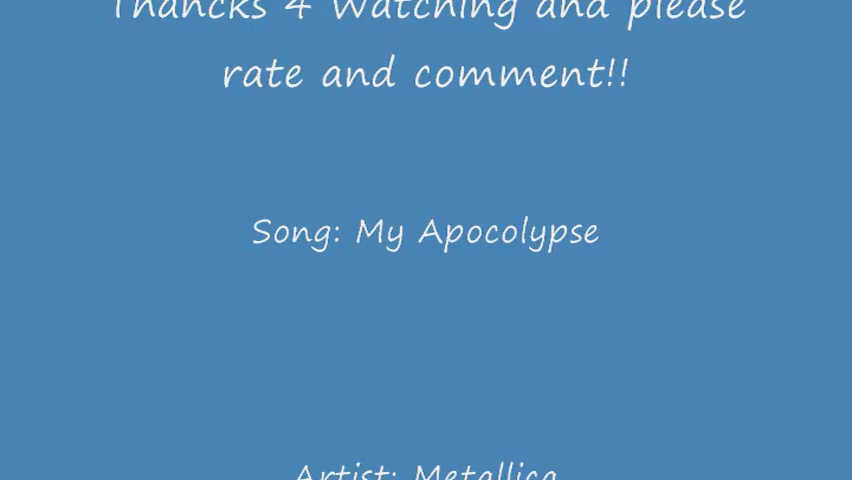 Thancks 4 Watching and please
rate and comment!!
Song: My Apocolypse
Artist: Metallica